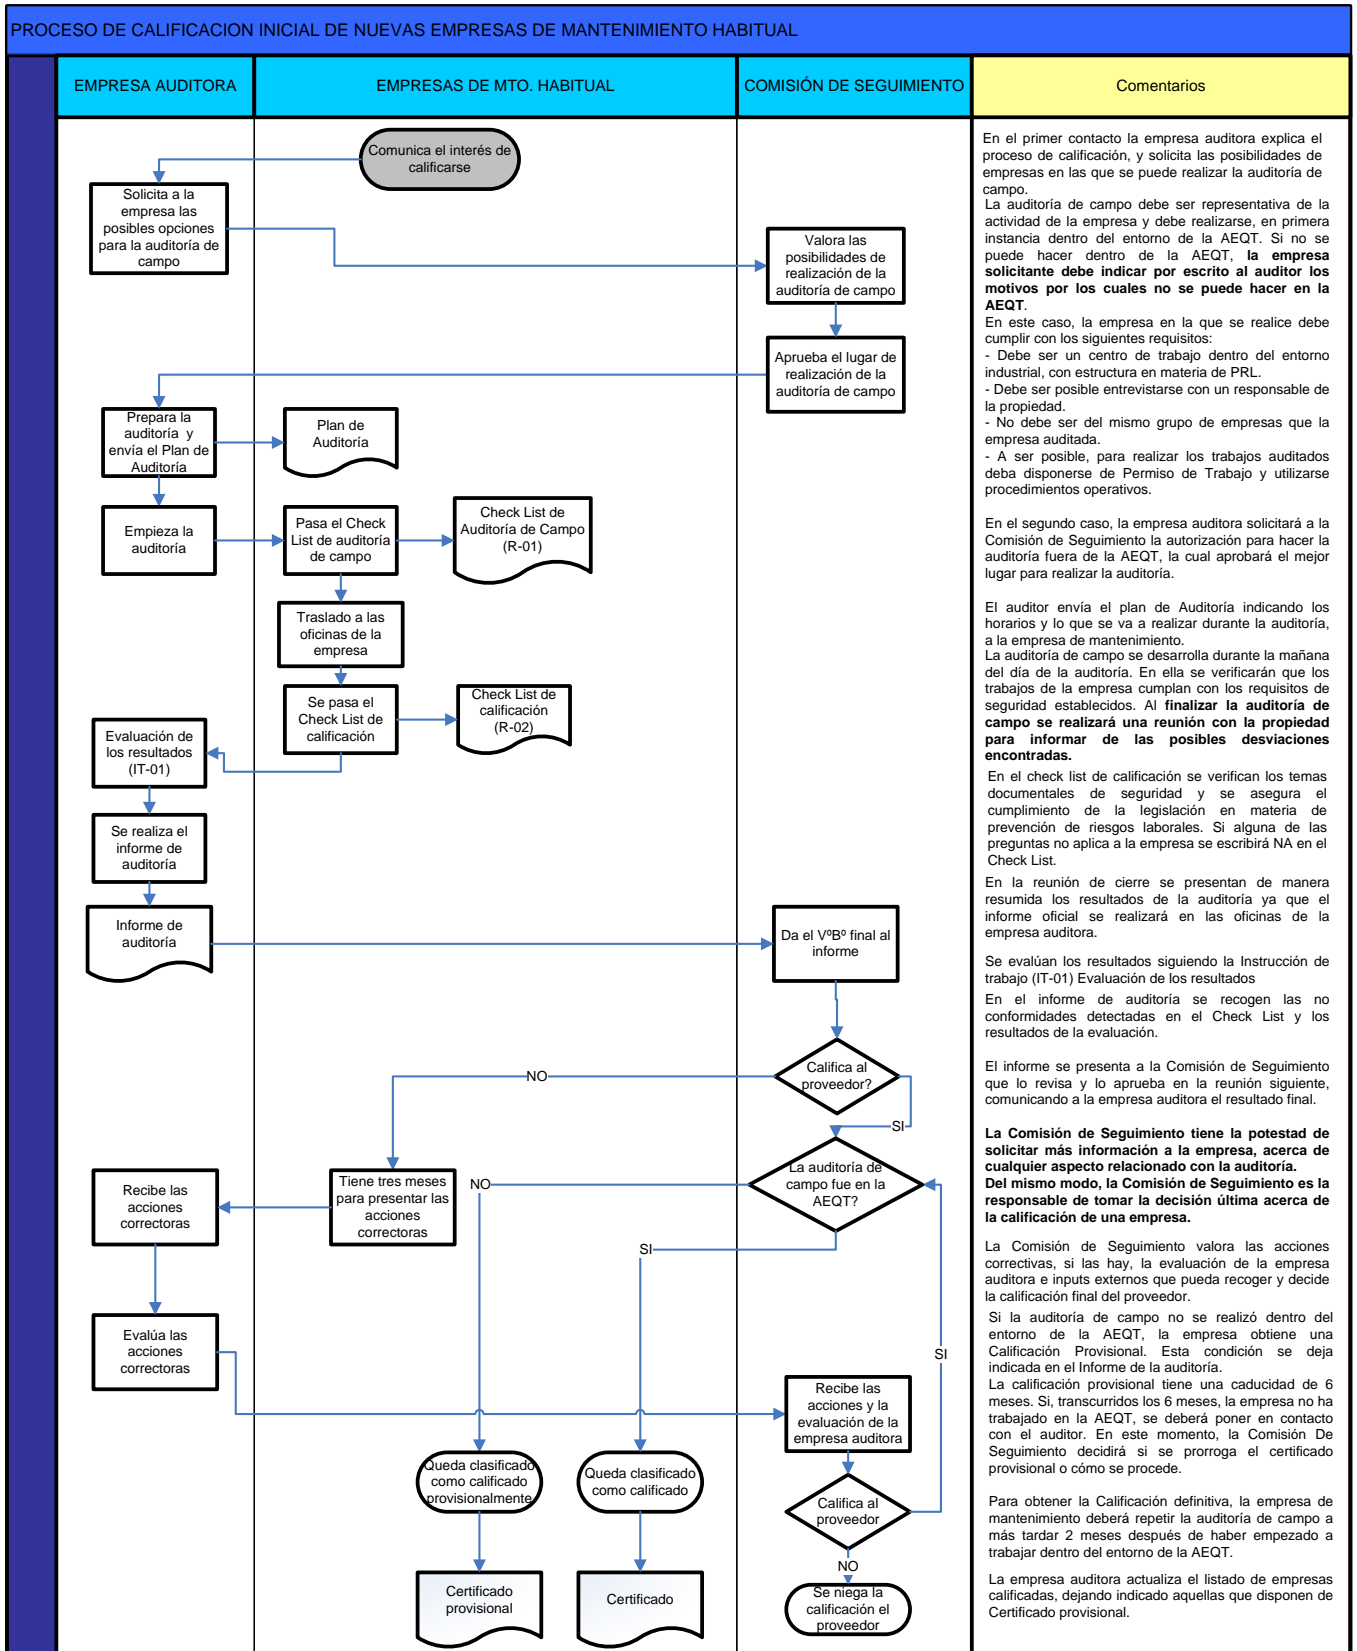 PROCESO DE CALIFICACION INICIAL DE NUEVAS EMPRESAS DE MANTENIMIENTO HABITUAL
EMPRESA AUDITORA
EMPRESAS DE MTO. HABITUAL
COMISIÓN DE SEGUIMIENTO
Comentarios
Comunica el interés de
calificarse
Solicita a la
empresa las
posibles opciones
para la auditoría de
campo
Valora las
posibilidades de
realización de la
auditoría de campo
Aprueba el lugar de
realización de la
auditoría de campo
Prepara la
auditoría y
envía el Plan de
Auditoría
Plan de
Auditoría
Empieza la
auditoría
Pasa el Check
List de auditoría
de campo
Check List de
Auditoría de Campo
(R-01)
Traslado a las
oficinas de la
empresa
Se pasa el
Check List de
calificación
Check List de
calificación
(R-02)
Evaluación de
los resultados
(IT-01)
Se realiza el
informe de
auditoría
Informe de
auditoría
Da el VºBº final al
informe
Califica al
proveedor?
NO
SI
La auditoría de
campo fue en la
AEQT?
NO
SI
Tiene tres meses
para presentar las
acciones
correctoras
Recibe las
acciones
correctoras
Evalúa las
acciones
correctoras
SI
Recibe las
acciones y la
evaluación de la
empresa auditora
Queda clasificado
como calificado
provisionalmente
Queda clasificado
como calificado
Califica al
proveedor
NO
Certificado
provisional
Certificado
Se niega la
calificación el
proveedor
En el primer contacto la empresa auditora explica el
proceso de calificación, y solicita las posibilidades de
empresas en las que se puede realizar la auditoría de
campo.
La auditoría de campo debe ser representativa de la
actividad de la empresa y debe realizarse, en primera
instancia dentro del entorno de la AEQT. Si no se
puede hacer dentro de la AEQT, la empresa
solicitante debe indicar por escrito al auditor los
motivos por los cuales no se puede hacer en la
AEQT.
En este caso, la empresa en la que se realice debe
cumplir con los siguientes requisitos:
- Debe ser un centro de trabajo dentro del entorno
industrial, con estructura en materia de PRL.
- Debe ser posible entrevistarse con un responsable de
la propiedad.
- No debe ser del mismo grupo de empresas que la
empresa auditada.
- A ser posible, para realizar los trabajos auditados
deba disponerse de Permiso de Trabajo y utilizarse
procedimientos operativos.
En el segundo caso, la empresa auditora solicitará a la
Comisión de Seguimiento la autorización para hacer la
auditoría fuera de la AEQT, la cual aprobará el mejor
lugar para realizar la auditoría.
El auditor envía el plan de Auditoría indicando los
horarios y lo que se va a realizar durante la auditoría,
a la empresa de mantenimiento.
La auditoría de campo se desarrolla durante la mañana
del día de la auditoría. En ella se verificarán que los
trabajos de la empresa cumplan con los requisitos de
seguridad establecidos. Al finalizar la auditoría de
campo se realizará una reunión con la propiedad
para informar de las posibles desviaciones
encontradas.
En el check list de calificación se verifican los temas
documentales de seguridad y se asegura el
cumplimiento de la legislación en materia de
prevención de riesgos laborales. Si alguna de las
preguntas no aplica a la empresa se escribirá NA en el
Check List.
En la reunión de cierre se presentan de manera
resumida los resultados de la auditoría ya que el
informe oficial se realizará en las oficinas de la
empresa auditora.
Se evalúan los resultados siguiendo la Instrucción de
trabajo (IT-01) Evaluación de los resultados
En el informe de auditoría se recogen las no
conformidades detectadas en el Check List y los
resultados de la evaluación.
El informe se presenta a la Comisión de Seguimiento
que lo revisa y lo aprueba en la reunión siguiente,
comunicando a la empresa auditora el resultado final.
La Comisión de Seguimiento tiene la potestad de
solicitar más información a la empresa, acerca de
cualquier aspecto relacionado con la auditoría.
Del mismo modo, la Comisión de Seguimiento es la
responsable de tomar la decisión última acerca de
la calificación de una empresa.
La Comisión de Seguimiento valora las acciones
correctivas, si las hay, la evaluación de la empresa
auditora e inputs externos que pueda recoger y decide
la calificación final del proveedor.
Si la auditoría de campo no se realizó dentro del
entorno de la AEQT, la empresa obtiene una
Calificación Provisional. Esta condición se deja
indicada en el Informe de la auditoría.
La calificación provisional tiene una caducidad de 6
meses. Si, transcurridos los 6 meses, la empresa no ha
trabajado en la AEQT, se deberá poner en contacto
con el auditor. En este momento, la Comisión De
Seguimiento decidirá si se prorroga el certificado
provisional o cómo se procede.
Para obtener la Calificación definitiva, la empresa de
mantenimiento deberá repetir la auditoría de campo a
más tardar 2 meses después de haber empezado a
trabajar dentro del entorno de la AEQT.
La empresa auditora actualiza el listado de empresas
calificadas, dejando indicado aquellas que disponen de
Certificado provisional.